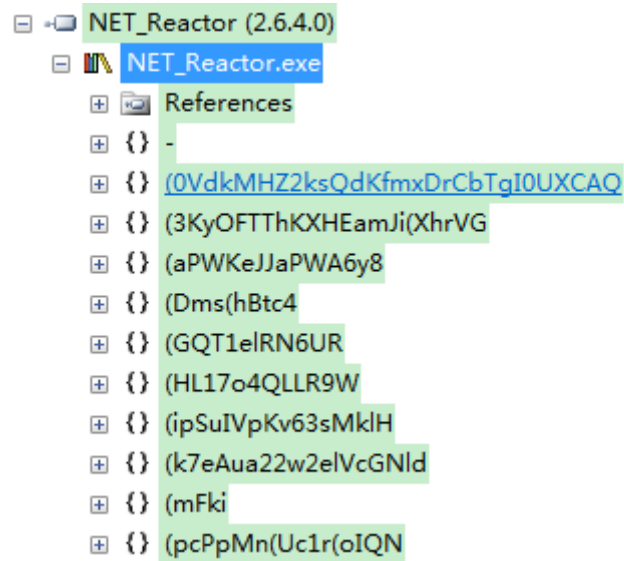 NET_Reactor (2.6.4.0)
NET_Reactor.exe
References
{} -
{} (0VdkMHZ2ksQdKfmxDrCbTgI0UXCAQ
{} (3KyOFTThKXHEamJi(XhrVG
{} (aPWKeJJaPWA6y8
{} (Dms(hBtc4
{} (GQT1elRN6UR
{} (HL17o4QLLR9W
{} (ipSuIVpKv63sMklH
{} (k7eAua22w2elVcGNld
{} (mFki
{} (pcPpMn(Uc1r(oIQN